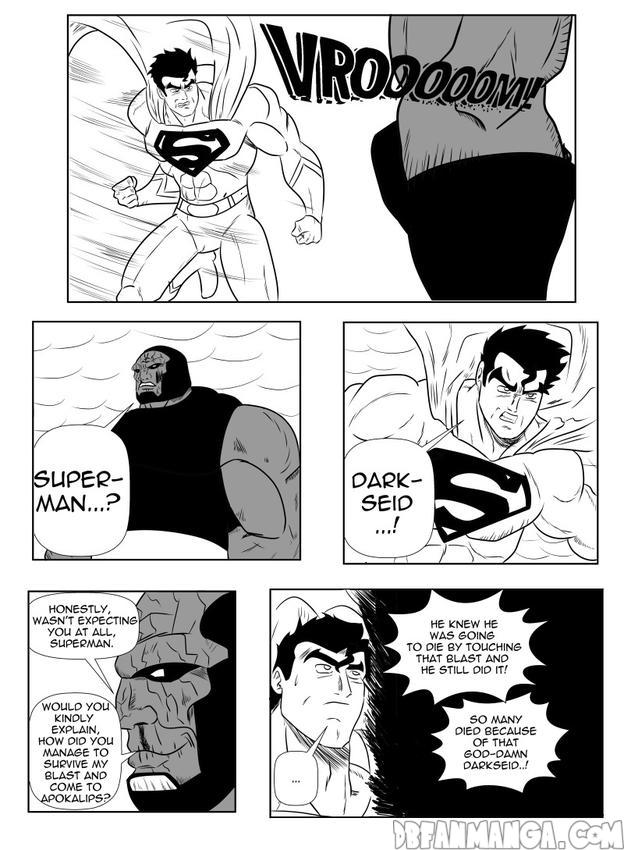 VROOOOOOM!!
S
SUPER-
MAN...?
DARK-
SEID
...!
S
HONESTLY,
WASN'T EXPECTING
YOU AT ALL,
SUPERMAN.
WOULD YOU
KINDLY
EXPLAIN,
HOW DID YOU
MANAGE TO
SURVIVE MY
BLAST AND
COME TO
APOKALIPS?
...
HE KNEW HE
WAS GOING
TO DIE BY TOUCHING
THAT BLAST AND
HE STILL DID IT!
SO MANY
DIED BECAUSE
OF THAT
GOD-DAMN
DARKSEID..!
DBFANMANGA.COM